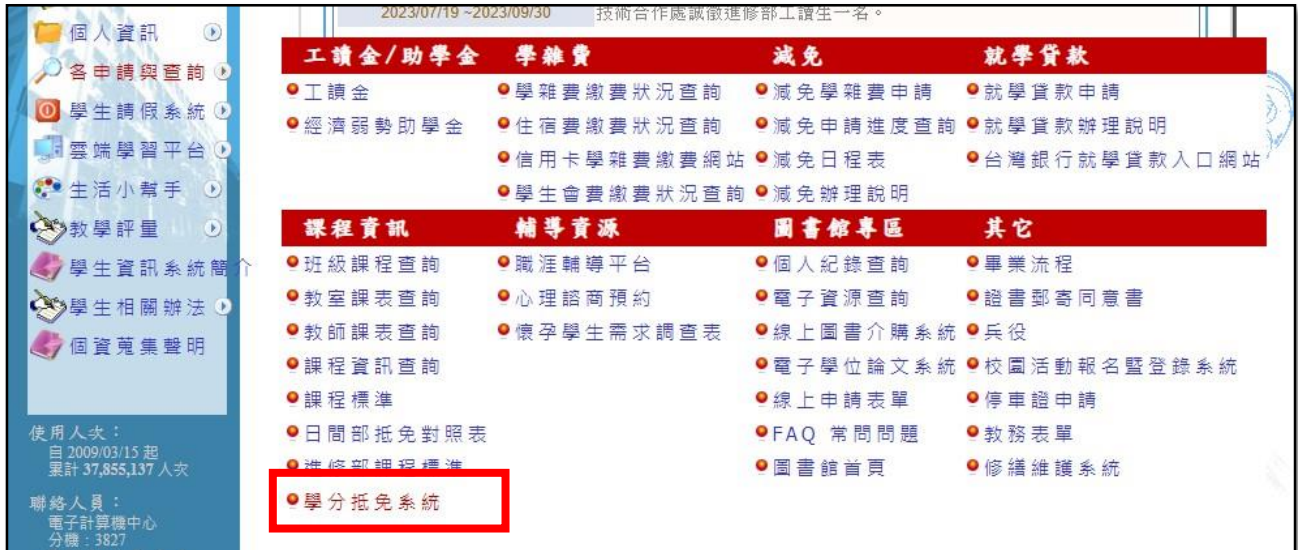 2023/07/19 ~2023/09/30 技術合作處誠徵進修部工讀生一名。
個人資訊
各申請與查詢
學生請假系統
雲端學習平台
生活小幫手
教學評量
學生資訊系統簡介
學生相關辦法
個資蒐集聲明
使用人次：
自 2009/03/15 起
累計 37,855,137 人次
聯絡人員：
電子計算機中心
分機：3827
工讀金/助學金 學雜費 減免 就學貸款
工讀金 學雜費繳費狀況查詢 減免學雜費申請 就學貸款申請
經濟弱勢助學金 住宿費繳費狀況查詢 減免申請進度查詢 就學貸款辦理說明
信用卡學雜費繳費網站 減免日程表 台灣銀行就學貸款入口網站
學生會費繳費狀況查詢 減免辦理說明
課程資訊 輔導資源 圖書館專區 其它
班級課程查詢 職涯輔導平台 個人紀錄查詢 畢業流程
教室課表查詢 心理諮商預約 電子資源查詢 證書郵寄同意書
教師課表查詢 懷孕學生需求調查表 線上圖書介購系統 兵役
課程資訊查詢 電子學位論文系統 校園活動報名暨登錄系統
課程標準 線上申請表單 停車證申請
日間部抵免對照表 FAQ 常問問題 教務表單
進修部課程標準 圖書館首頁 修繕維護系統
學分抵免系統